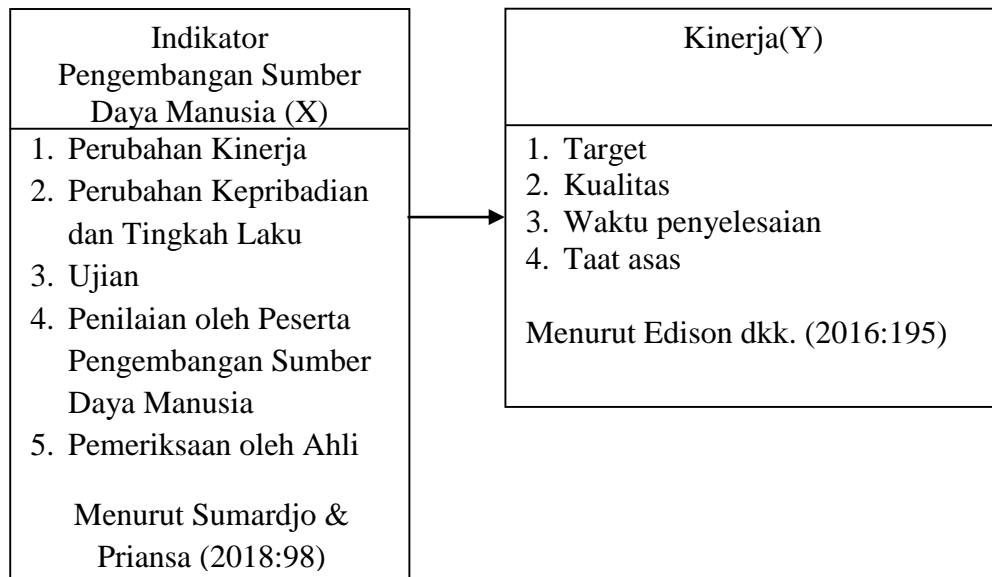 Indikator
Pengembangan Sumber
Daya Manusia (X)
1. Perubahan Kinerja
2. Perubahan Kepribadian
dan Tingkah Laku
3. Ujian
4. Penilaian oleh Peserta
Pengembangan Sumber
Daya Manusia
5. Pemeriksaan oleh Ahli
Menurut Sumardjo &
Priansa (2018:98)
Kinerja(Y)
1. Target
2. Kualitas
3. Waktu penyelesaian
4. Taat asas
Menurut Edison dkk. (2016:195)